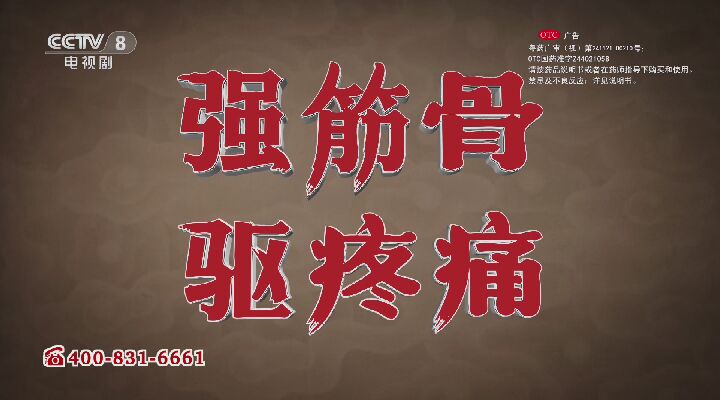 CCTV 8
电视剧
OTC 广告
粤药广审(视)第241121-00210号
OTC国药准字Z44021058
请按药品说明书或者在药师指导下购买和使用。
禁忌及不良反应:详见说明书。
强筋骨
驱疼痛
400-831-6661